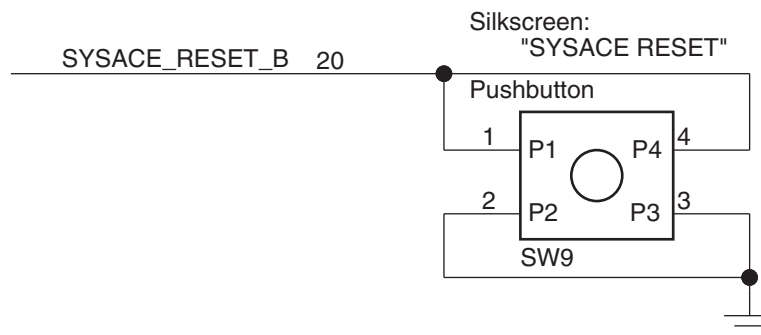 Silkscreen:
"SYSACE RESET"
SYSACE_RESET_B 20
Pushbutton
1 P1 P4 4
2 P2 P3 3
SW9